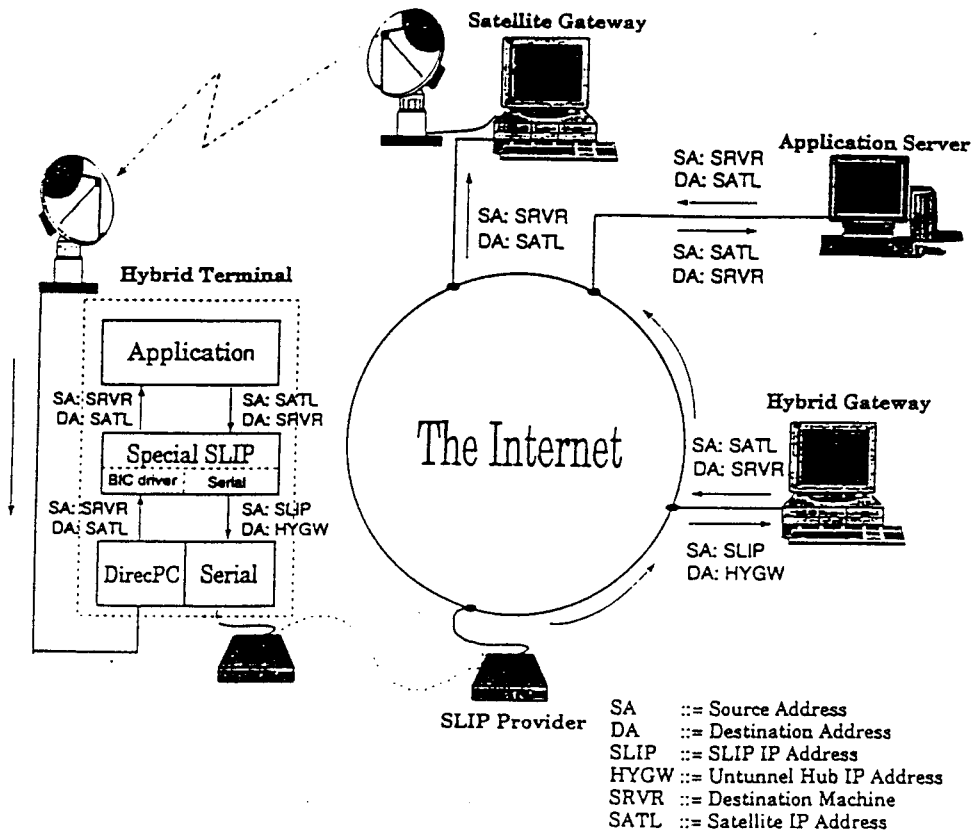 Satellite Gateway
Application Server
SA: SRVR
DA: SATL
SA: SATL
DA: SRVR
SA: SRVR
DA: SATL
Hybrid Terminal
Application
SA: SRVR
DA: SATL
SA: SATL
DA: SRVR
Special SLIP
BIC driver
Serial
SA: SRVR
DA: SATL
SA: SLIP
DA: HYGW
DirecPC
Serial
The Internet
Hybrid Gateway
SA: SATL
DA: SRVR
SA: SLIP
DA: HYGW
SLIP Provider
SA ::= Source Address
DA ::= Destination Address
SLIP ::= SLIP IP Address
HYGW ::= Untunnel Hub IP Address
SRVR ::= Destination Machine
SATL ::= Satellite IP Address